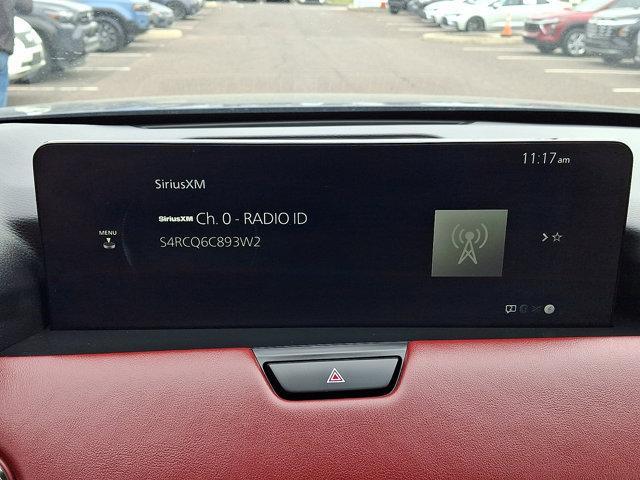 11:17am
SiriusXM
SiriusXM Ch. 0 - RADIO ID
MENU
S4RCQ6C893W2